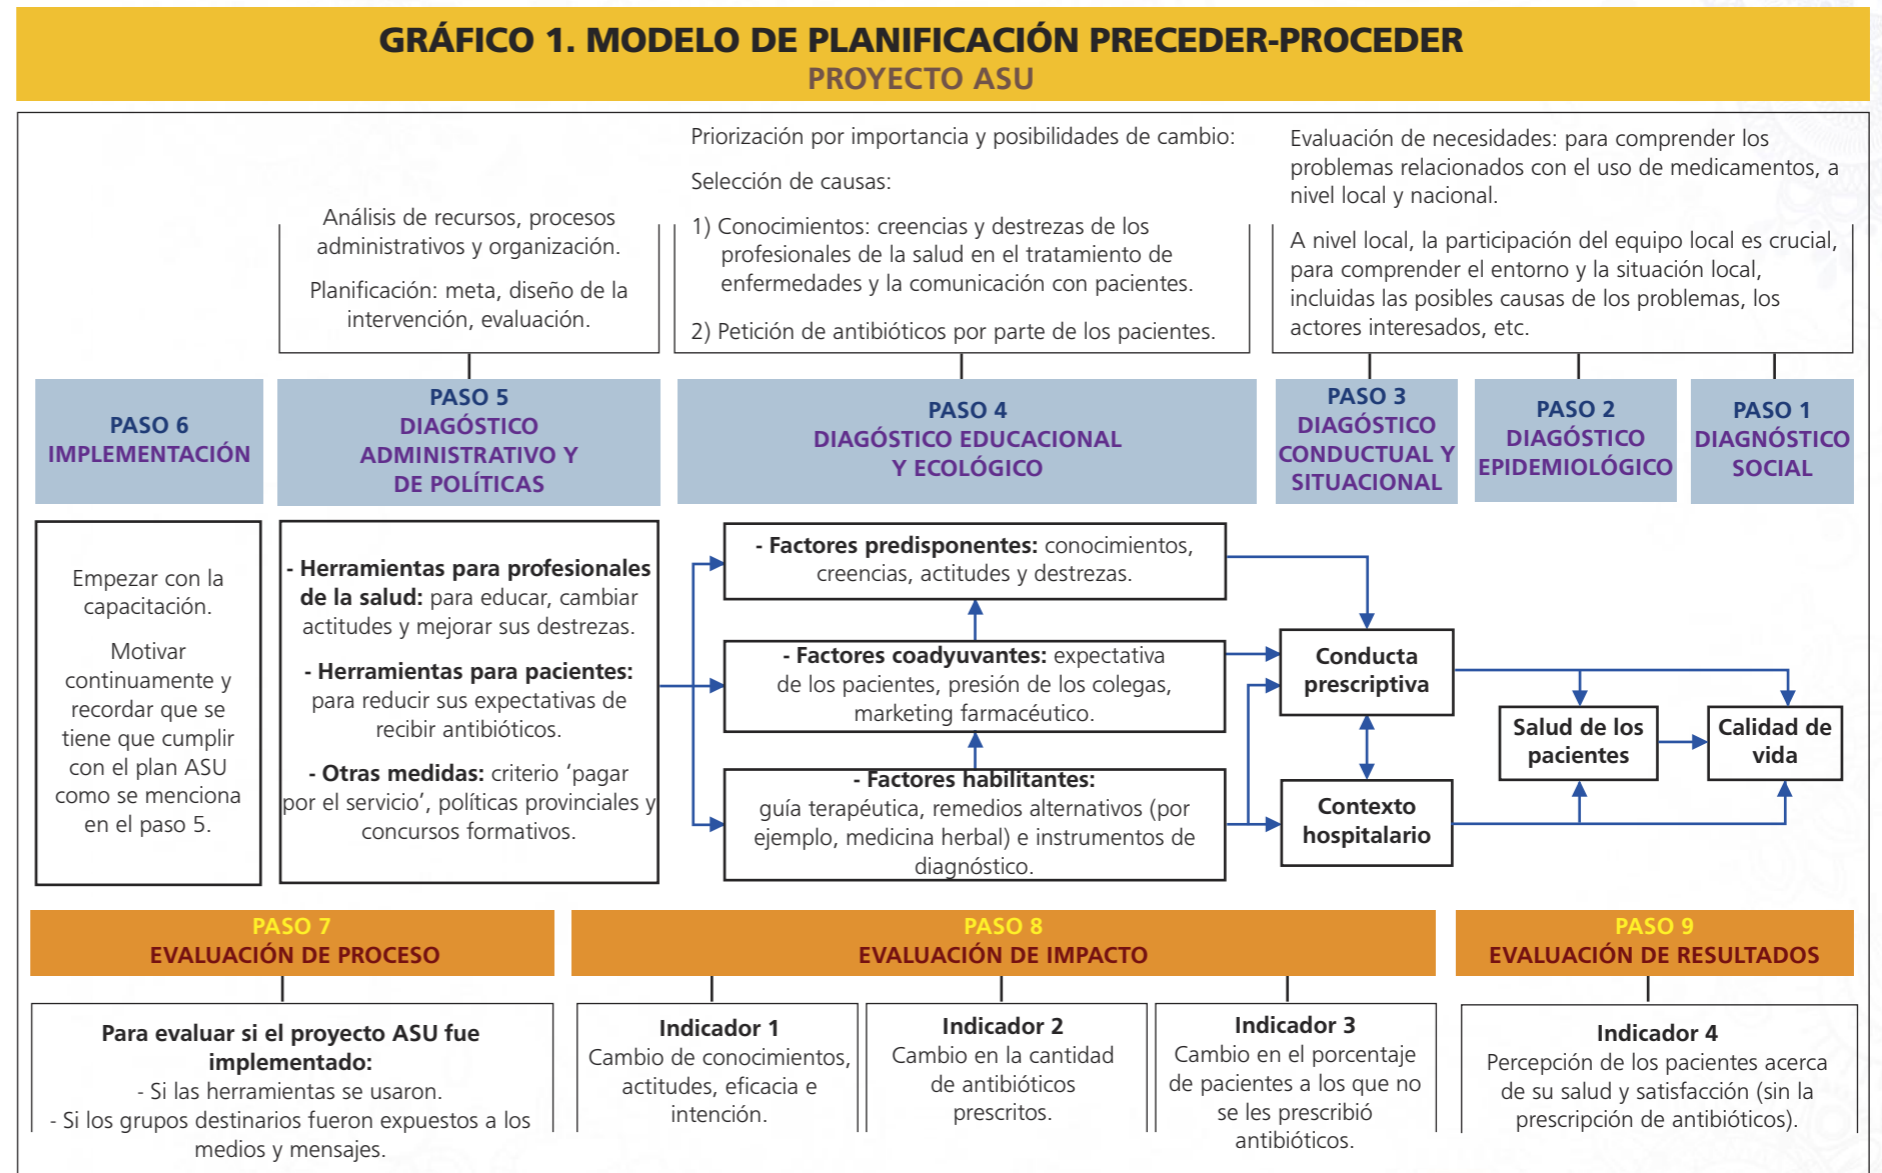 GRÁFICO 1. MODELO DE PLANIFICACIÓN PRECEDER-PROCEDER
PROYECTO ASU
Análisis de recursos, procesos
administrativos y organización.
Planificación: meta, diseño de la
intervención, evaluación.
Priorización por importancia y posibilidades de cambio:
Selección de causas:
1) Conocimientos: creencias y destrezas de los
profesionales de la salud en el tratamiento de
enfermedades y la comunicación con pacientes.
2) Petición de antibióticos por parte de los pacientes.
Evaluación de necesidades: para comprender los
problemas relacionados con el uso de medicamentos, a
nivel local y nacional.
A nivel local, la participación del equipo local es crucial,
para comprender el entorno y la situación local,
incluidas las posibles causas de los problemas, los
actores interesados, etc.
PASO 6
IMPLEMENTACIÓN
PASO 5
DIAGÓSTICO
ADMINISTRATIVO Y
DE POLÍTICAS
PASO 4
DIAGÓSTICO EDUCACIONAL
Y ECOLÓGICO
PASO 3
DIAGÓSTICO
CONDUCTUAL Y
SITUACIONAL
PASO 2
DIAGÓSTICO
EPIDEMIOLÓGICO
PASO 1
DIAGNÓSTICO
SOCIAL
Empezar con la
capacitación.
Motivar
continuamente y
recordar que se
tiene que cumplir
con el plan ASU
como se menciona
en el paso 5.
- Herramientas para profesionales
de la salud: para educar, cambiar
actitudes y mejorar sus destrezas.
- Herramientas para pacientes:
para reducir sus expectativas de
recibir antibióticos.
- Otras medidas: criterio ‘pagar
por el servicio’, políticas provinciales y
concursos formativos.
- Factores predisponentes: conocimientos,
creencias, actitudes y destrezas.
- Factores coadyuvantes: expectativa
de los pacientes, presión de los colegas,
marketing farmacéutico.
- Factores habilitantes:
guía terapéutica, remedios alternativos (por
ejemplo, medicina herbal) e instrumentos de
diagnóstico.
Conducta
prescriptiva
Contexto
hospitalario
Salud de los
pacientes
Calidad de
vida
PASO 7
EVALUACIÓN DE PROCESO
PASO 8
EVALUACIÓN DE IMPACTO
PASO 9
EVALUACIÓN DE RESULTADOS
Para evaluar si el proyecto ASU fue
implementado:
- Si las herramientas se usaron.
- Si los grupos destinarios fueron expuestos a los
medios y mensajes.
Indicador 1
Cambio de conocimientos,
actitudes, eficacia e
intención.
Indicador 2
Cambio en la cantidad
de antibióticos
prescritos.
Indicador 3
Cambio en el porcentaje
de pacientes a los que no
se les prescribió
antibióticos.
Indicador 4
Percepción de los pacientes acerca
de su salud y satisfacción (sin la
prescripción de antibióticos).